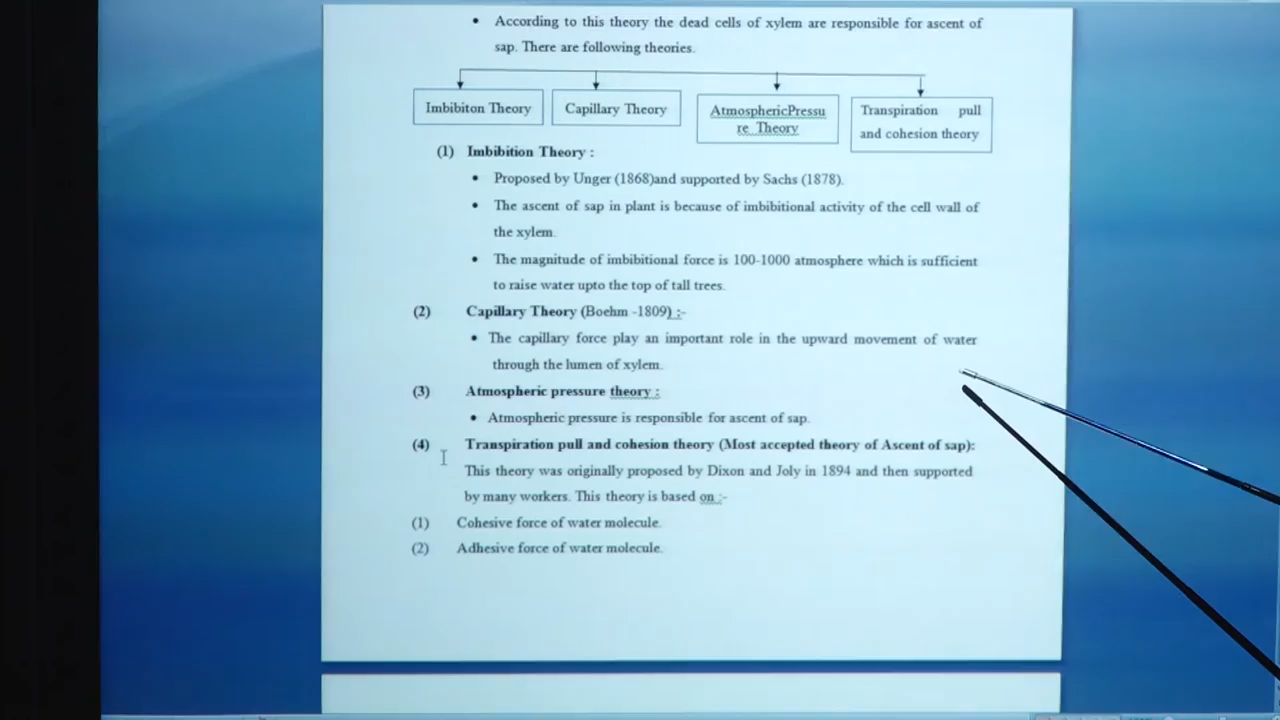 • According to this theory the dead cells of xylem are responsible for ascent of
sap. There are following theories.
Imbibiton Theory
Capillary Theory
AtmosphericPressu
re Theory
Transpiration pull
and cohesion theory
(1) Imbibition Theory :
• Proposed by Unger (1868)and supported by Sachs (1878).
• The ascent of sap in plant is because of imbibitional activity of the cell wall of
the xylem.
• The magnitude of imbibitional force is 100-1000 atmosphere which is sufficient
to raise water upto the top of tall trees.
(2) Capillary Theory (Boehm -1809) :-
• The capillary force play an important role in the upward movement of water
through the lumen of xylem.
(3) Atmospheric pressure theory :
• Atmospheric pressure is responsible for ascent of sap.
(4) Transpiration pull and cohesion theory (Most accepted theory of Ascent of sap):
This theory was originally proposed by Dixon and Joly in 1894 and then supported
by many workers. This theory is based on :-
(1) Cohesive force of water molecule.
(2) Adhesive force of water molecule.